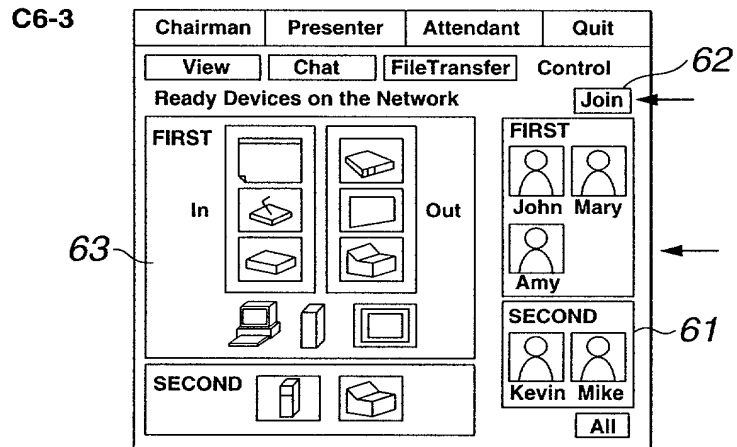 C6-3
Chairman Presenter Attendant Quit
View Chat FileTransfer Control
62
Ready Devices on the Network Join
FIRST
In Out
63
SECOND
FIRST
John Mary
Amy
SECOND
61
Kevin Mike
All